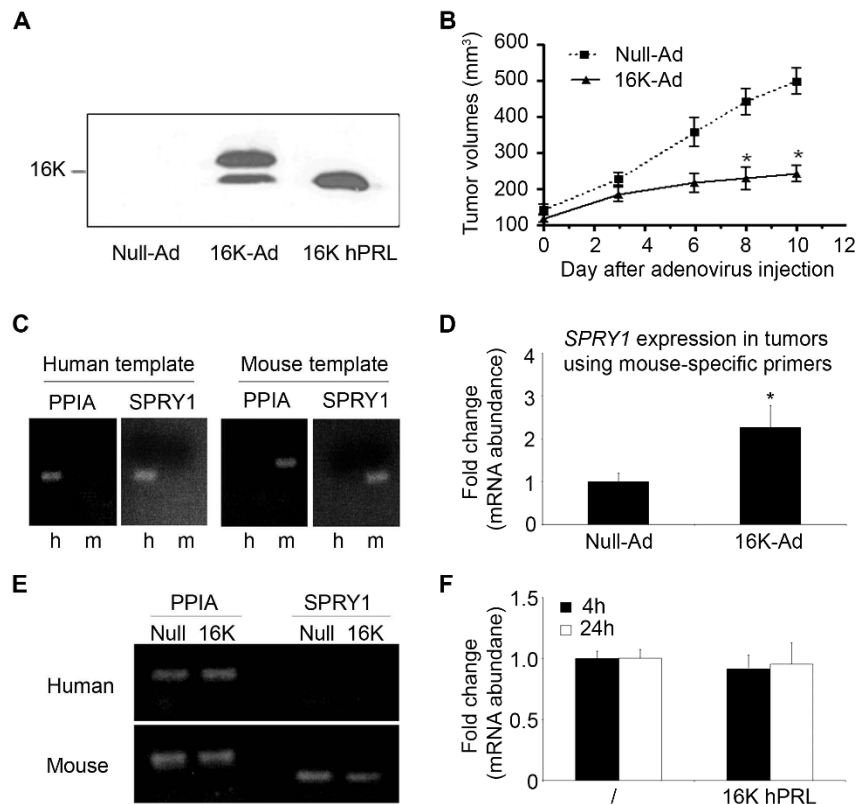 A
16K
Null-Ad 16K-Ad 16K hPRL
B
Tumor volumes (mm³)
600
500
400
300
200
100
Null-Ad
16K-Ad
*
*
0 2 4 6 8 10 12
Day after adenovirus injection
C
Human template Mouse template
PPIA SPRY1 PPIA SPRY1
h m h m h m h m
D
SPRY1 expression in tumors
using mouse-specific primers
Fold change
(mRNA abundance)
4
3
2
1
0
*
Null-Ad 16K-Ad
E
PPIA SPRY1
Null 16K Null 16K
Human
Mouse
F
Fold change
(mRNA abundane)
1.5
1.0
0.5
0
4h
24h
/ 16K hPRL